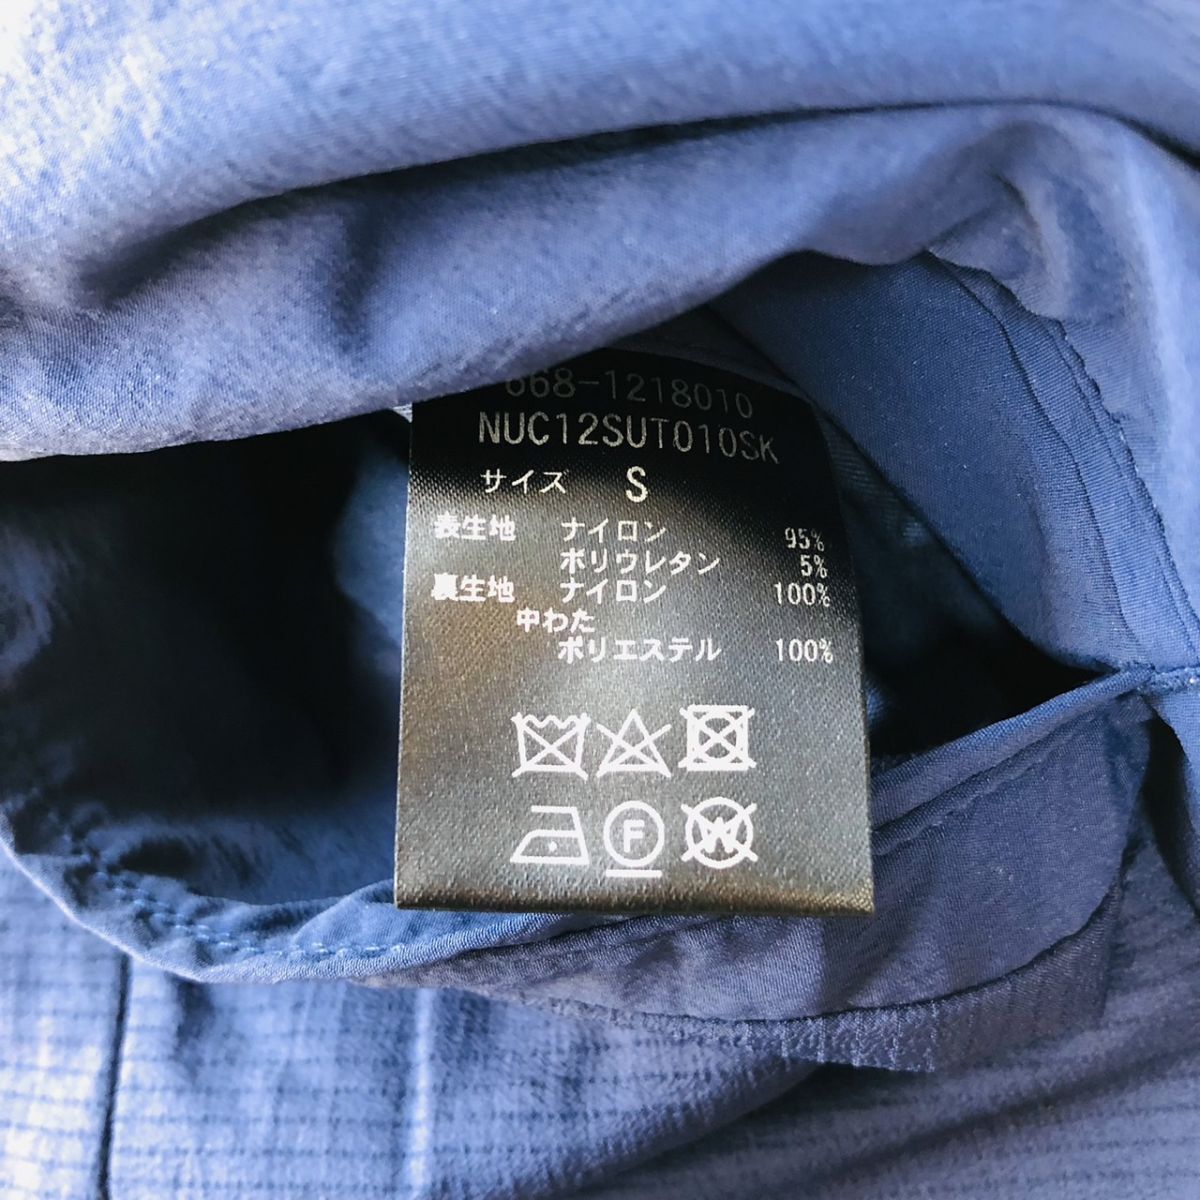 668-1218010
NUC12SUT010SK
サイズ S
表生地 ナイロン 95%
ポリウレタン 5%
裏生地 ナイロン 100%
中わた
ポリエステル 100%
F W